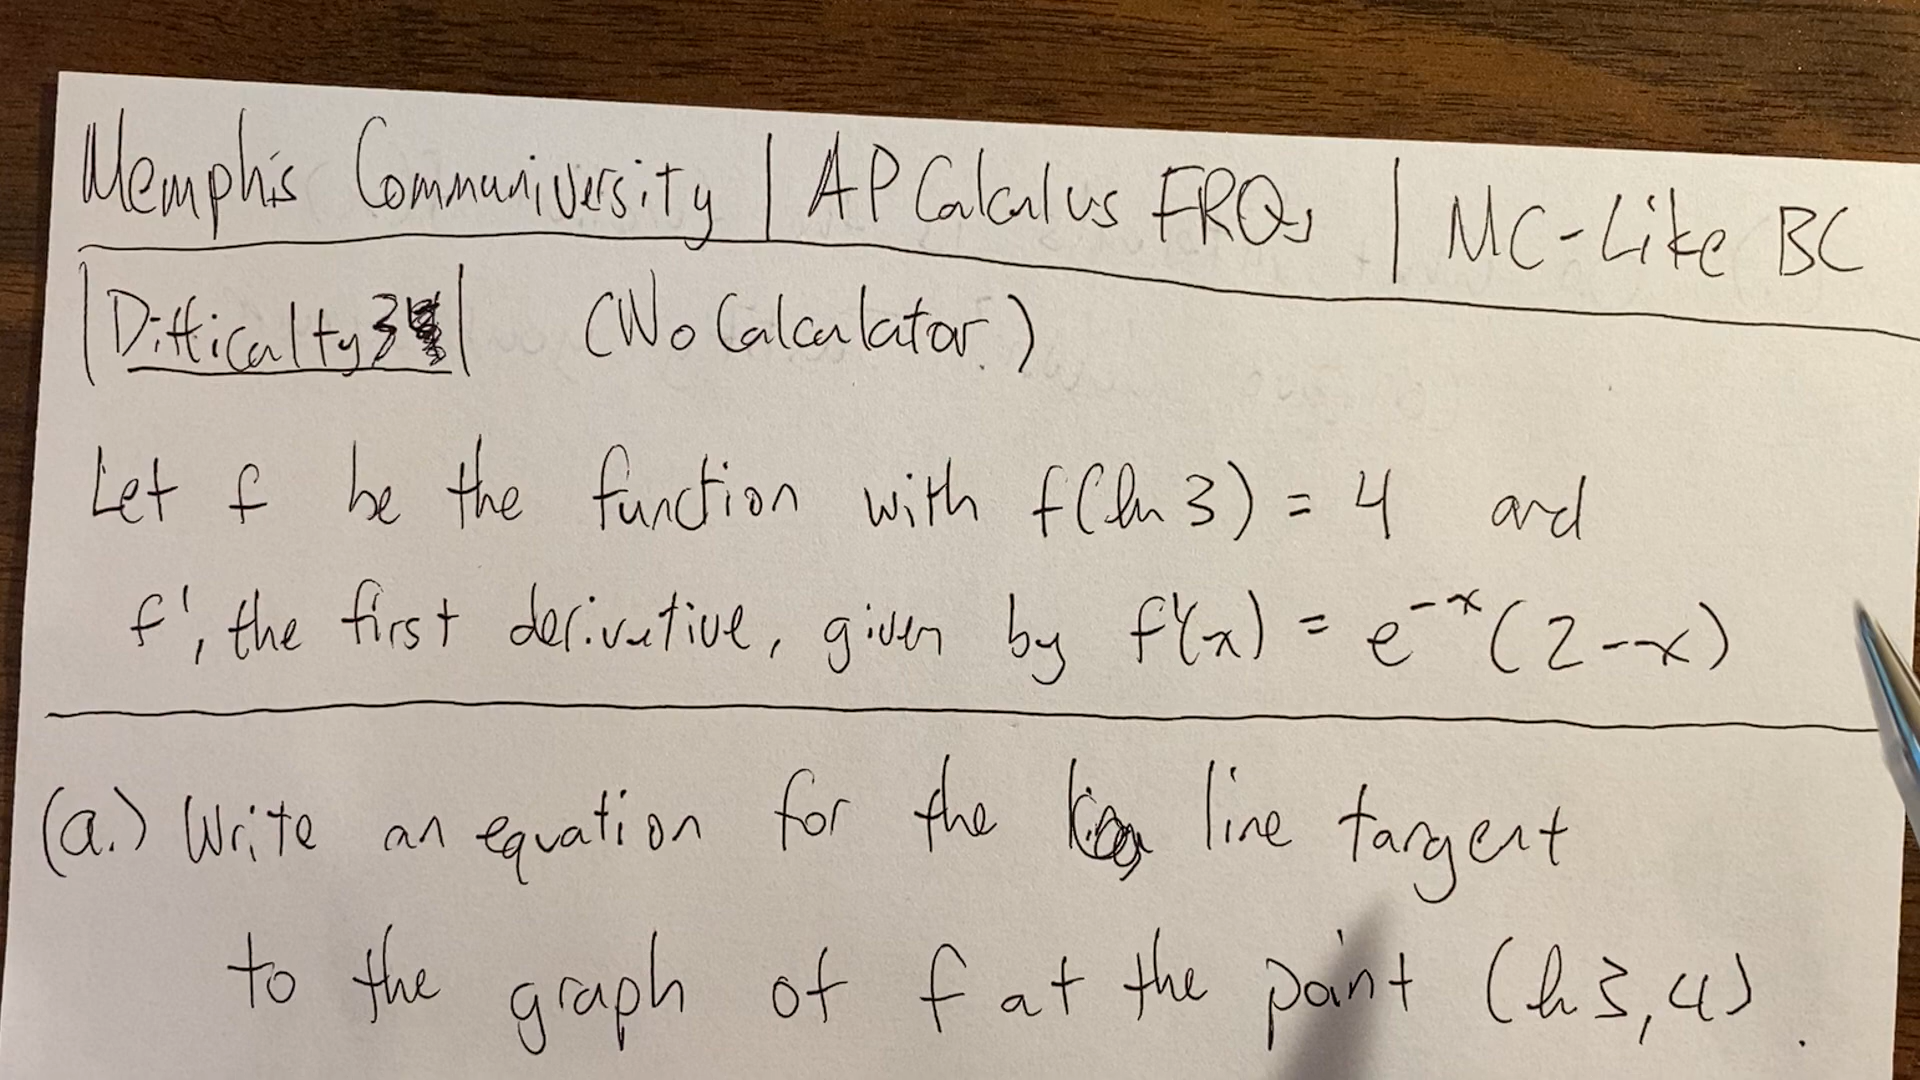 Memphis Communiversity | AP Calculus FRQs | MC-Like BC
|Difficulty 3| (No Calculator.)
Let f be the function with f(ln 3) = 4 and
f', the first derivative, given by f'(x) = e^{-x}(2-x)
(a.) Write an equation for the line tangent
to the graph of f at the point (ln 3, 4).